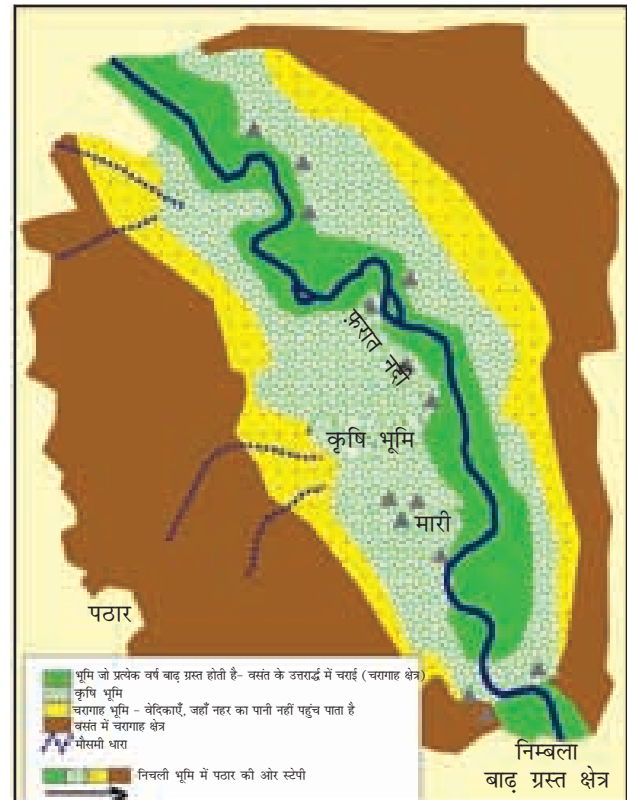 फ़रात नदी
कृषि भूमि
मारी
पठार
भूमि जो प्रत्येक वर्ष बाढ़ ग्रस्त होती है- वसंत के उत्तरार्द्ध में चराई (चरागाह क्षेत्र)
कृषि भूमि
चरागाह भूमि - वेदिकाएँ, जहाँ नहर का पानी नहीं पहुंच पाता है
वसंत में चरागाह क्षेत्र
मौसमी धारा
निचली भूमि में पठार की ओर स्टेपी
निम्बला
बाढ़ ग्रस्त क्षेत्र